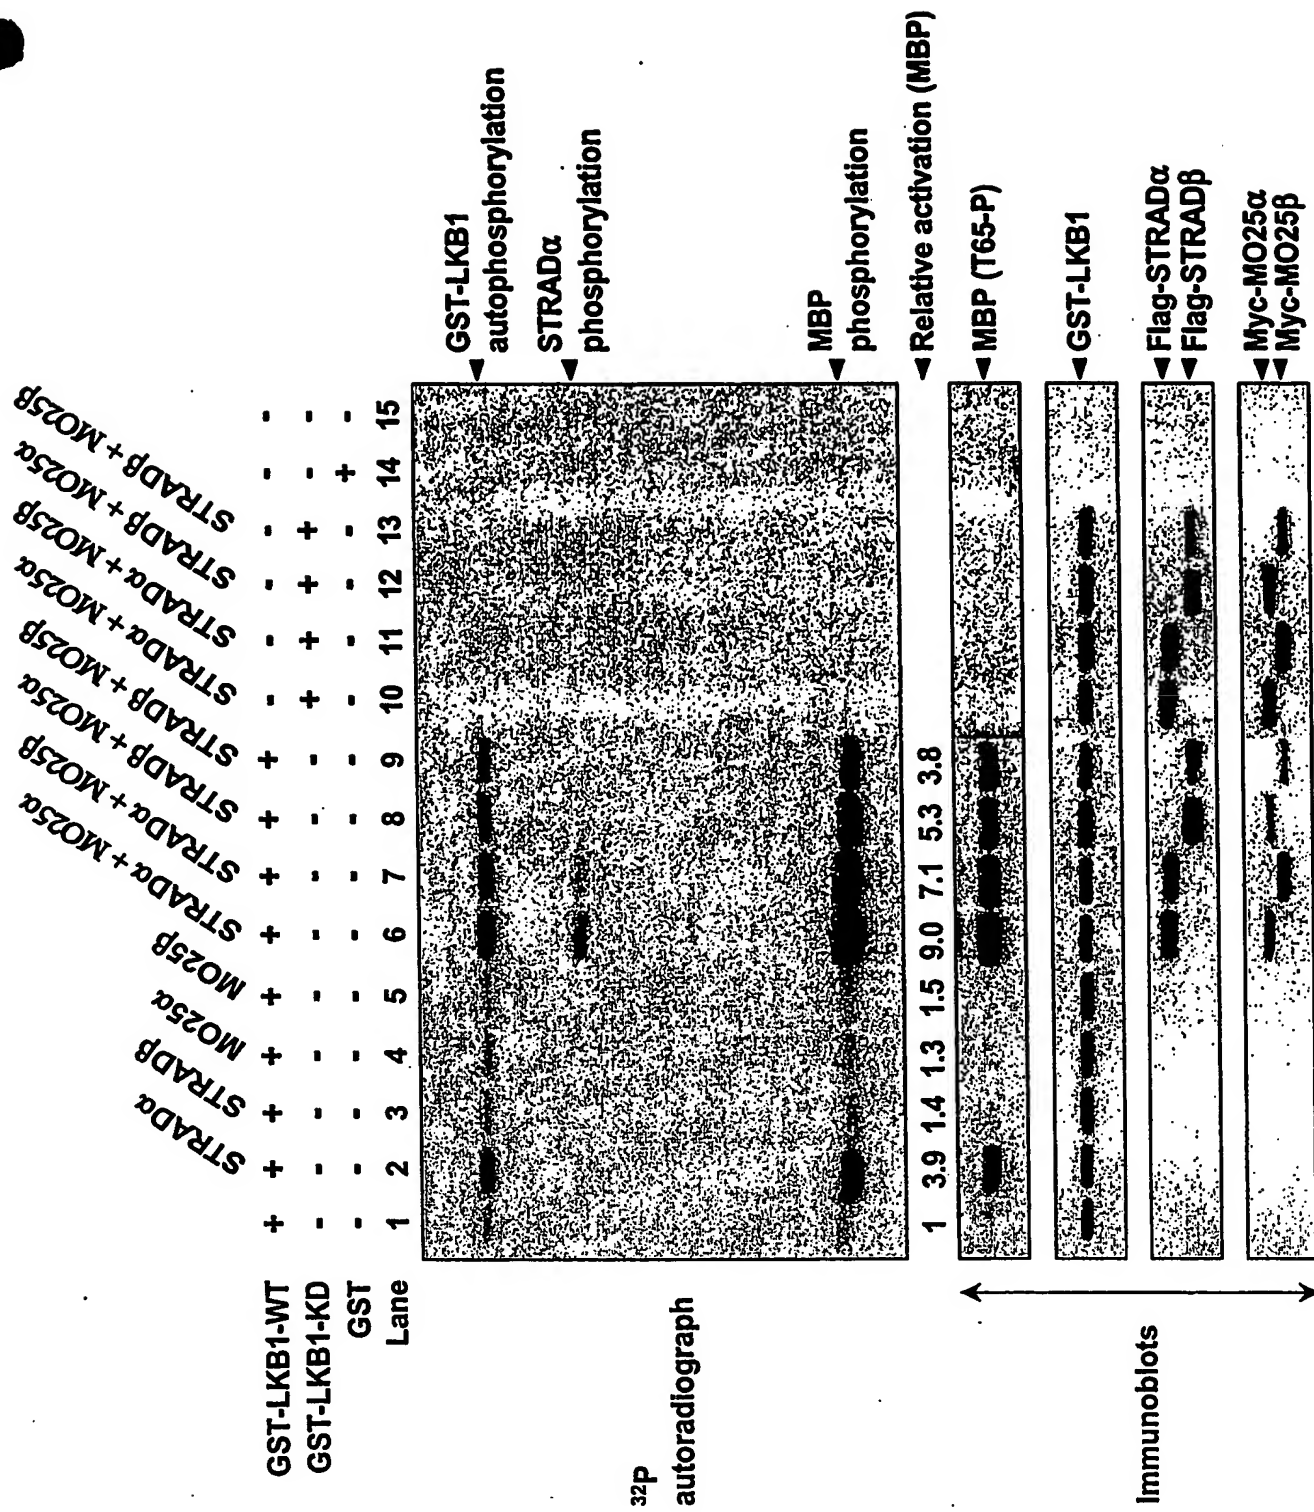 STRADα
STRADβ
MO25α
MO25β
STRADα + MO25α
STRADα + MO25β
STRADβ + MO25α
STRADβ + MO25β
STRADα + MO25α
STRADα + MO25β
STRADβ + MO25α
STRADβ + MO25β
GST-LKB1-WT + + + + + + + + + - - - - - -
GST-LKB1-KD - - - - - - - - - + + + + - -
GST - - - - - - - - - - - - - + -
Lane 1 2 3 4 5 6 7 8 9 10 11 12 13 14 15
GST-LKB1
autophosphorylation
STRADα
phosphorylation
32P
autoradiograph
MBP
phosphorylation
1 3.9 1.4 1.3 1.5 9.0 7.1 5.3 3.8 Relative activation (MBP)
MBP (T65-P)
GST-LKB1
Immunoblots
Flag-STRADα
Flag-STRADβ
Myc-MO25α
Myc-MO25β